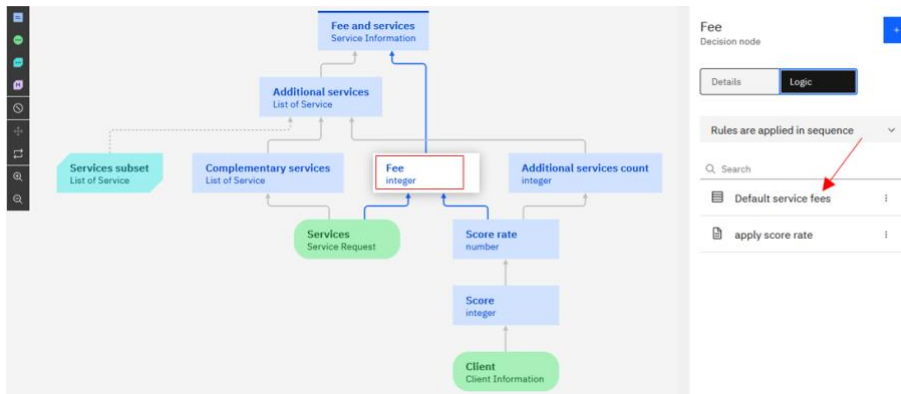 Fee and services
Service Information
Additional services
List of Service
Services subset
List of Service
Complementary services
List of Service
Fee
integer
Additional services count
integer
Services
Service Request
Score rate
number
Score
integer
Client
Client Information
Fee
Decision node
+
Details
Logic
Rules are applied in sequence
Search
Default service fees
apply score rate